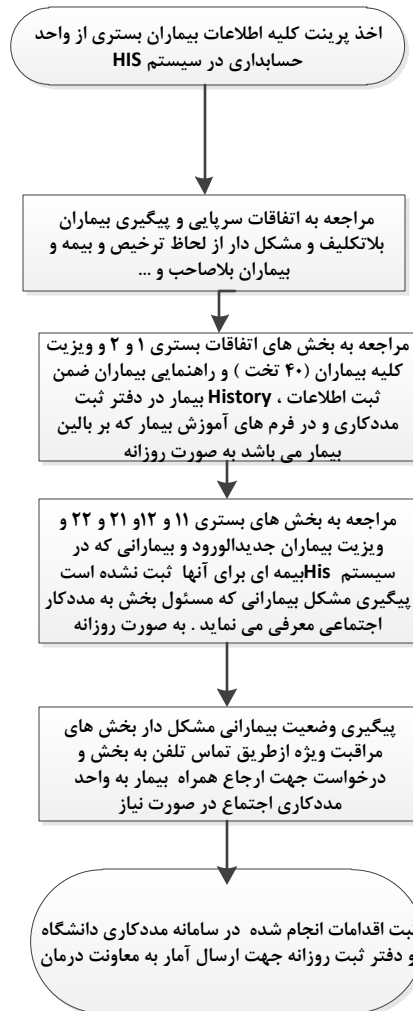 اخذ پرینت کلیه اطلاعات بیماران بستری از واحد
حسابداری در سیستم HIS
مراجعه به اتفاقات سرپایی و پیگیری بیماران
بلاتکلیف و مشکل دار از لحاظ ترخیص و بیمه و
بیماران بلاصاحب و ...
مراجعه به بخش های اتفاقات بستری ۱ و ۲ و ویزیت
کلیه بیماران (۴۰ تخت ) و راهنمایی بیماران ضمن
ثبت اطلاعات ، History بیمار در دفتر ثبت
مددکاری و در فرم های آموزش بیمار که بر بالین
بیمار می باشد به صورت روزانه
مراجعه به بخش های بستری ۱۱ و ۱۲و ۲۱ و ۲۲ و
ویزیت بیماران جدیدالورود و بیمارانی که در
سیستم Hisبیمه ای برای آنها ثبت نشده است
پیگیری مشکل بیمارانی که مسئول بخش به مددکار
اجتماعی معرفی می نماید . به صورت روزانه
پیگیری وضعیت بیمارانی مشکل دار بخش های
مراقبت ویژه ازطریق تماس تلفن به بخش و
درخواست جهت ارجاع همراه بیمار به واحد
مددکاری اجتماع در صورت نیاز
ثبت اقدامات انجام شده در سامانه مددکاری دانشگاه
و دفتر ثبت روزانه جهت ارسال آمار به معاونت درمان